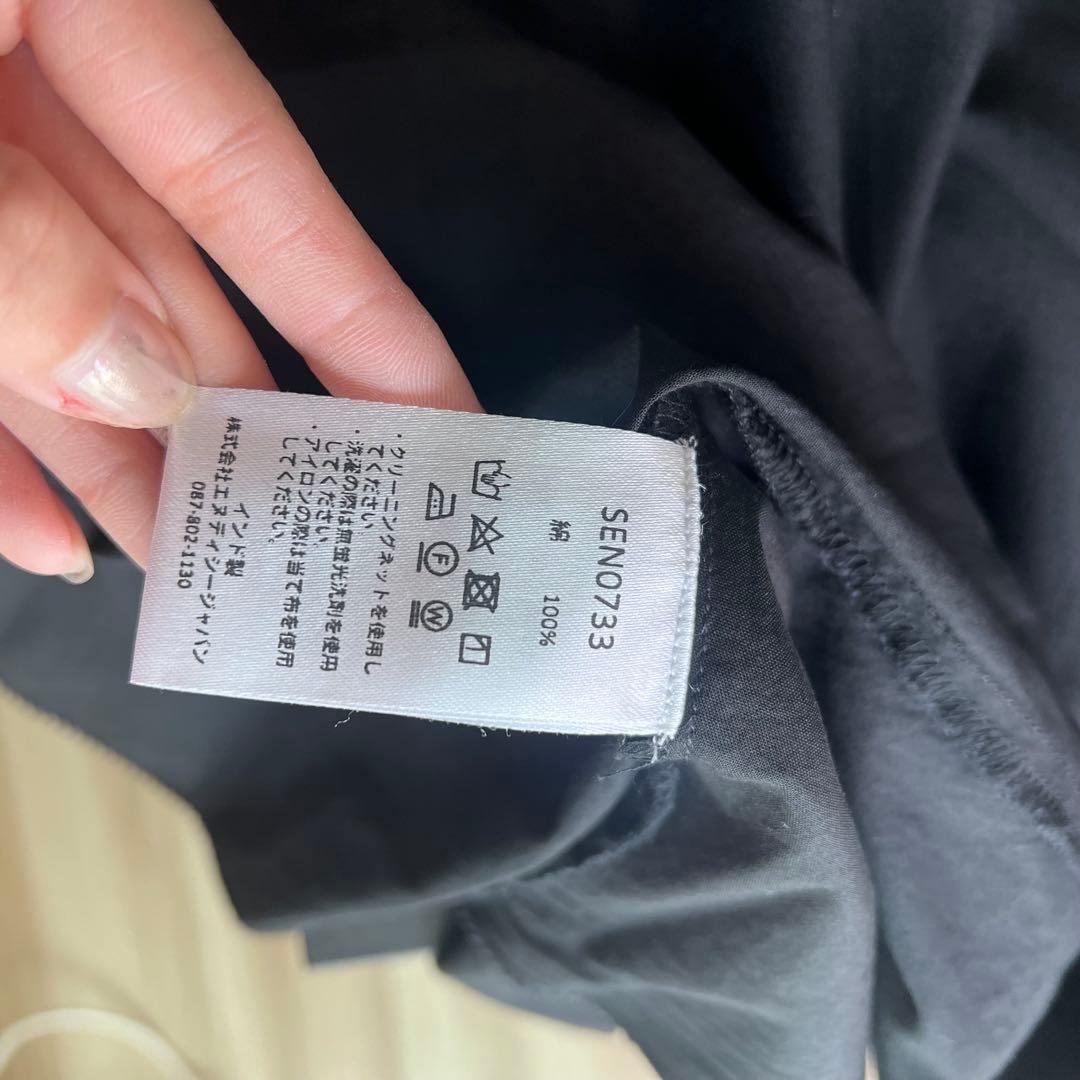 SEN0733
綿 100%
F W
・クリーニングネットを使用し
てください
・洗濯の際は無蛍光洗剤を使用
してください。
・アイロンの際は当て布を使用
してください。
インド製
株式会社エヌティシージャパン
087-802-1130